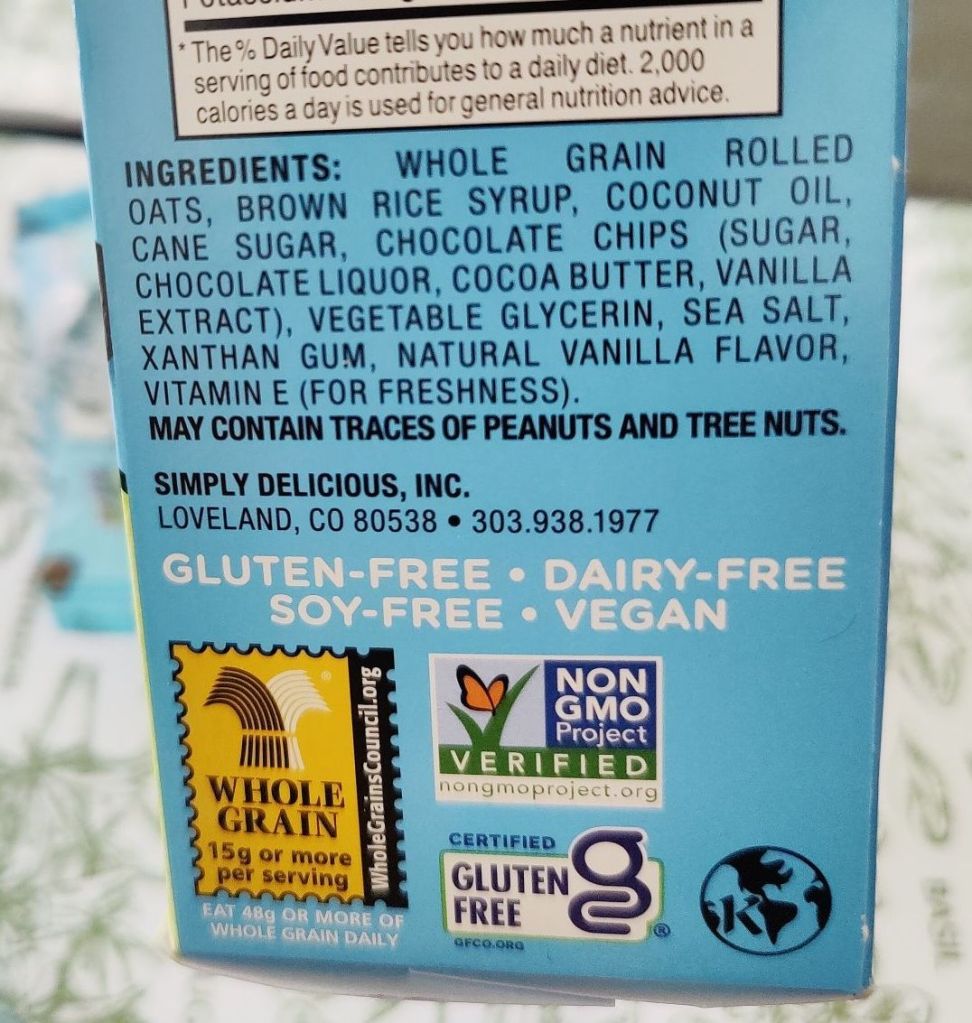 * The % Daily Value tells you how much a nutrient in a
serving of food contributes to a daily diet. 2,000
calories a day is used for general nutrition advice.
INGREDIENTS: WHOLE GRAIN ROLLED
OATS, BROWN RICE SYRUP, COCONUT OIL,
CANE SUGAR, CHOCOLATE CHIPS (SUGAR,
CHOCOLATE LIQUOR, COCOA BUTTER, VANILLA
EXTRACT), VEGETABLE GLYCERIN, SEA SALT,
XANTHAN GUM, NATURAL VANILLA FLAVOR,
VITAMIN E (FOR FRESHNESS).
MAY CONTAIN TRACES OF PEANUTS AND TREE NUTS.
SIMPLY DELICIOUS, INC.
LOVELAND, CO 80538 • 303.938.1977
GLUTEN-FREE • DAIRY-FREE
SOY-FREE • VEGAN
WHOLE
GRAIN
15g or more
per serving
WholeGrainsCouncil.org
EAT 48g OR MORE OF
WHOLE GRAIN DAILY
NON
GMO
Project
VERIFIED
nongmoproject.org
CERTIFIED
GLUTEN
FREE
g
®
GFCO.ORG
K
BASIL